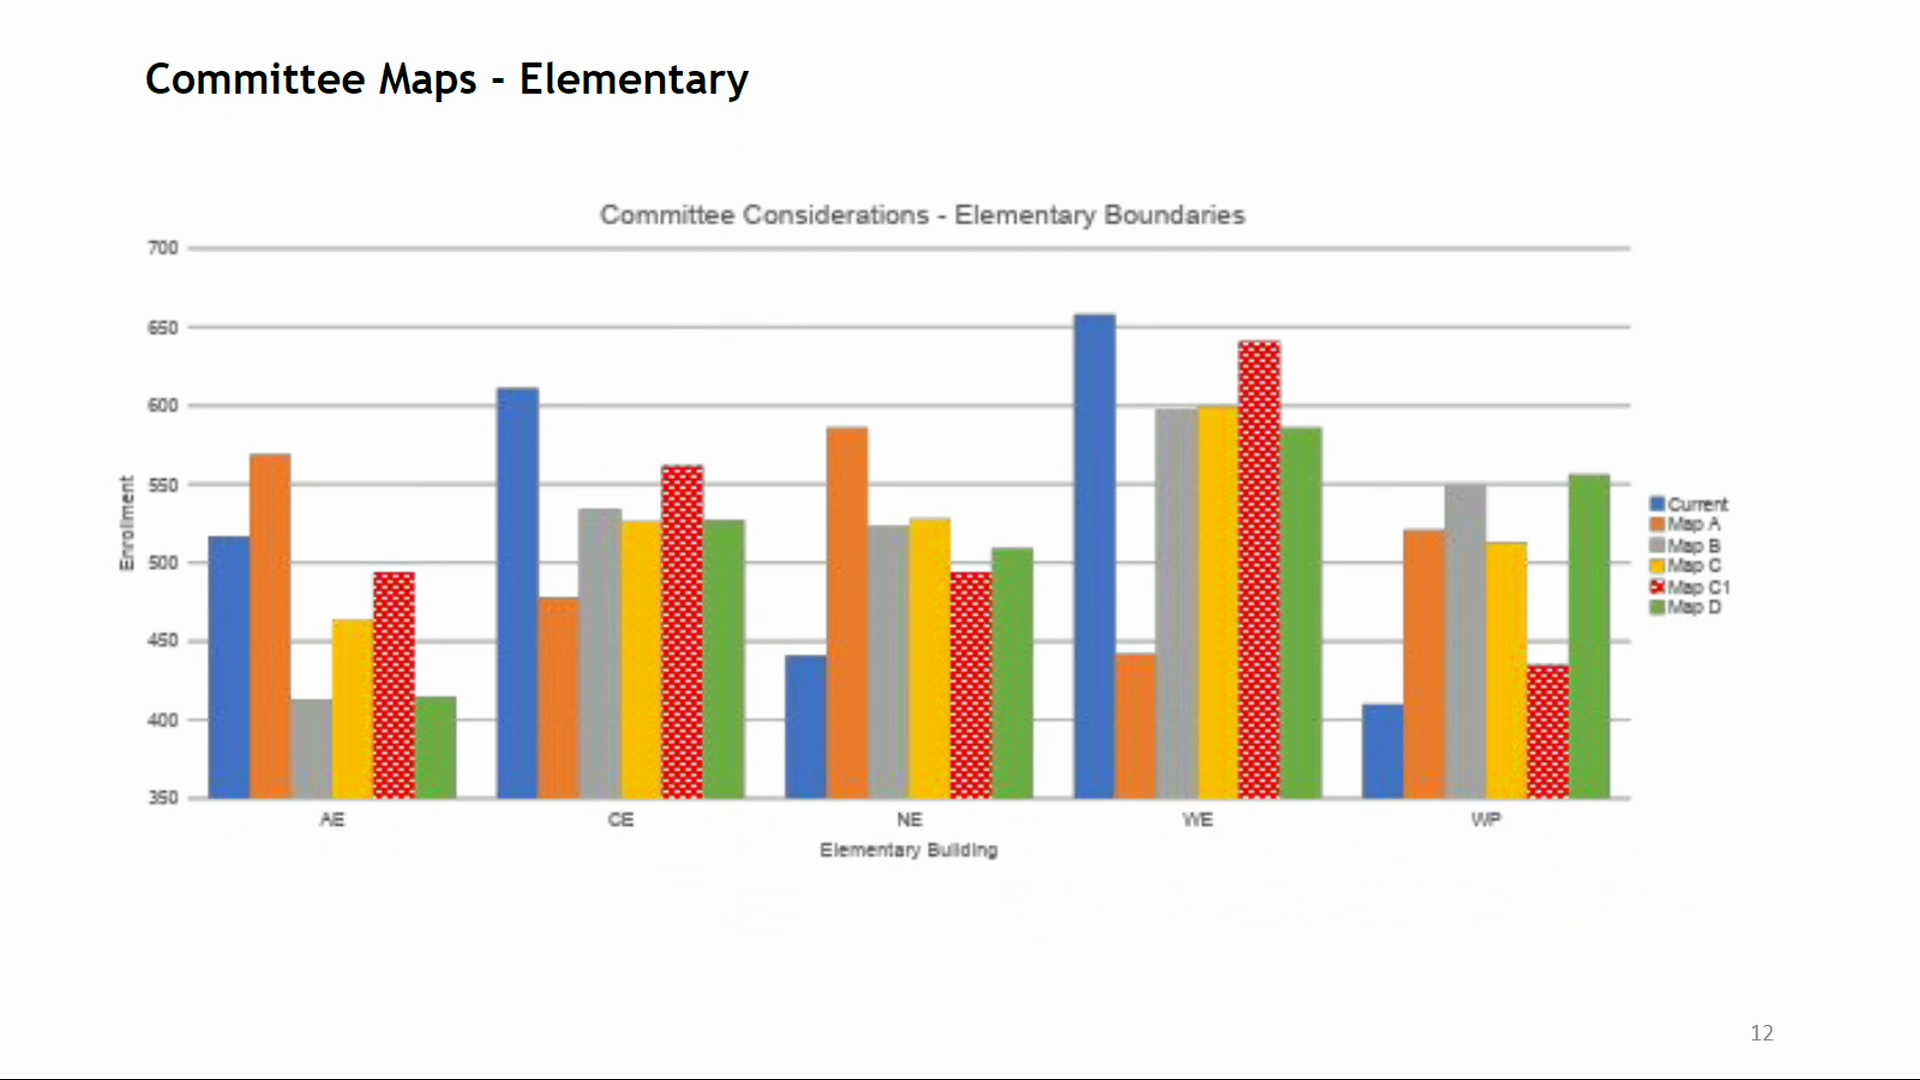 Committee Maps - Elementary
Committee Considerations - Elementary Boundaries
700
650
600
550
500
450
400
350
Enrollment
AE
CE
NE
WE
WP
Elementary Building
Current
Map A
Map B
Map C
Map C1
Map D
12